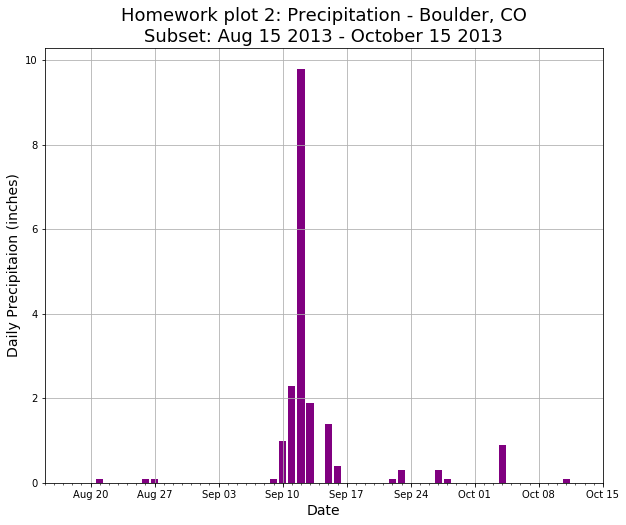 Homework plot 2: Precipitation - Boulder, CO
Subset: Aug 15 2013 - October 15 2013
Daily Precipitaion (inches)
10
8
6
4
2
0
Aug 20 Aug 27 Sep 03 Sep 10 Sep 17 Sep 24 Oct 01 Oct 08 Oct 15
Date